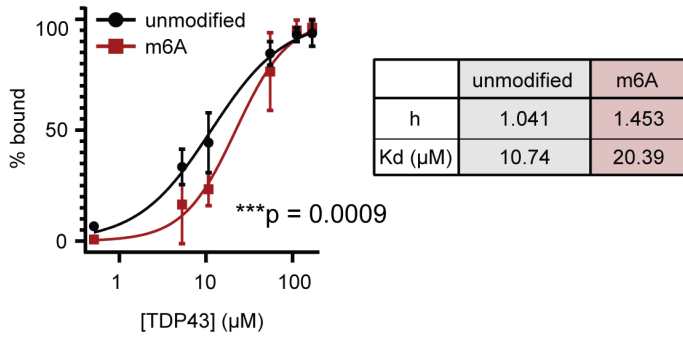 unmodified
m6A
% bound
100
50
0
1
10
100
[TDP43] (µM)
***p = 0.0009
unmodified m6A
h 1.041 1.453
Kd (µM) 10.74 20.39